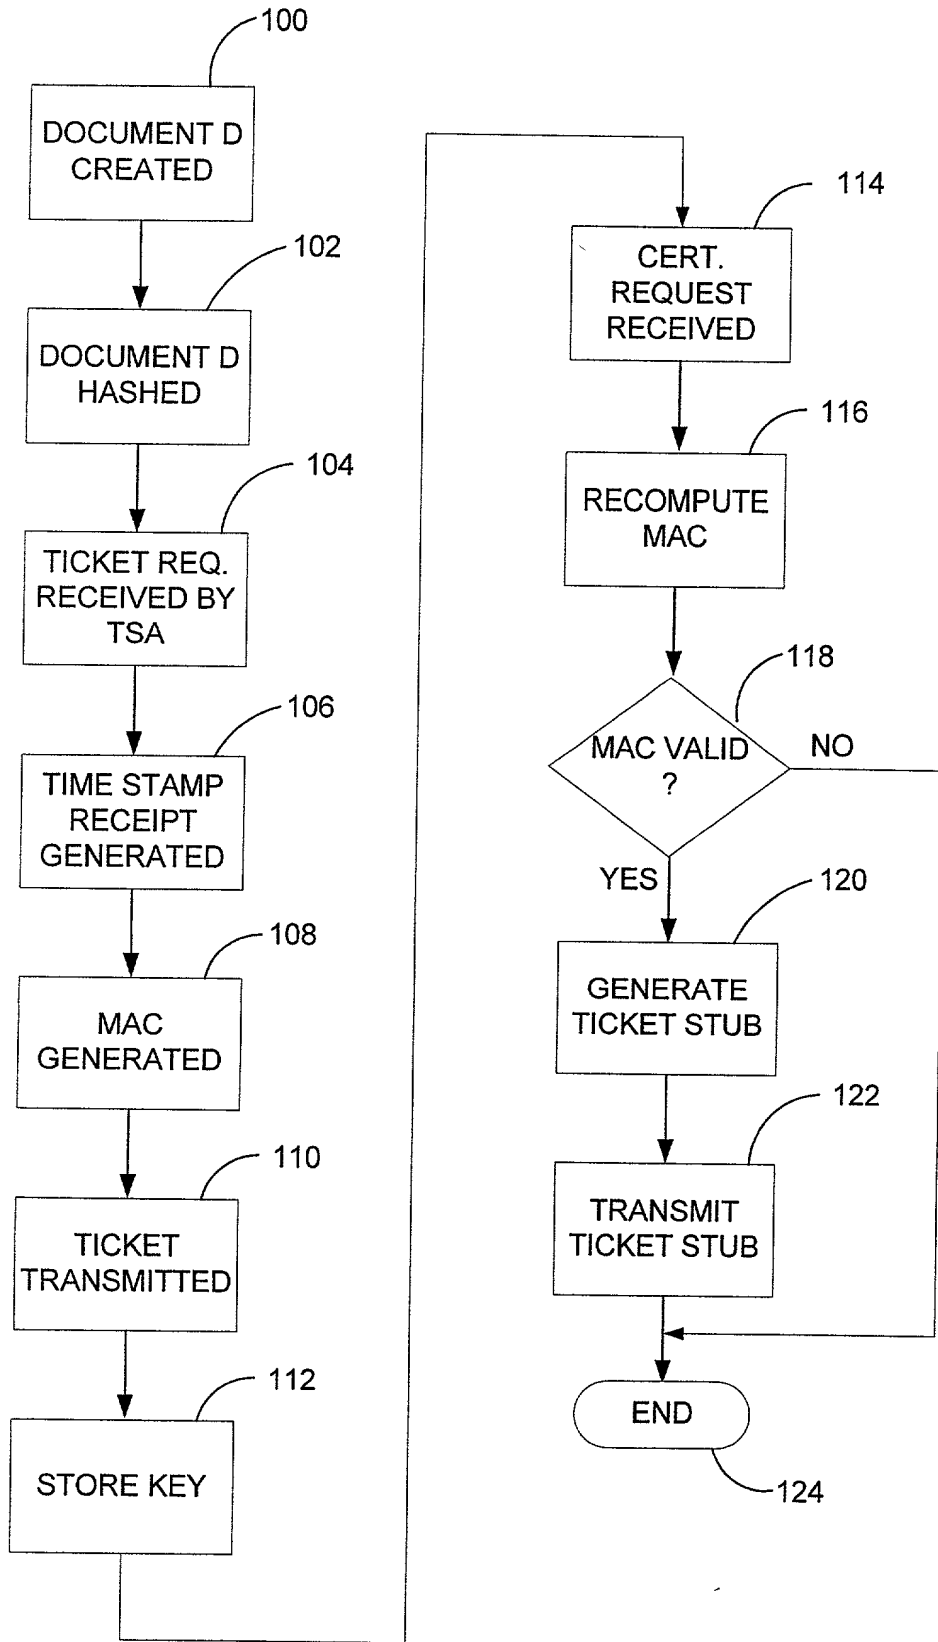 100
DOCUMENT D
CREATED
102
DOCUMENT D
HASHED
104
TICKET REQ.
RECEIVED BY
TSA
106
TIME STAMP
RECEIPT
GENERATED
108
MAC
GENERATED
110
TICKET
TRANSMITTED
112
STORE KEY
114
CERT.
REQUEST
RECEIVED
116
RECOMPUTE
MAC
118
MAC VALID
?
NO
YES
120
GENERATE
TICKET STUB
122
TRANSMIT
TICKET STUB
END
124